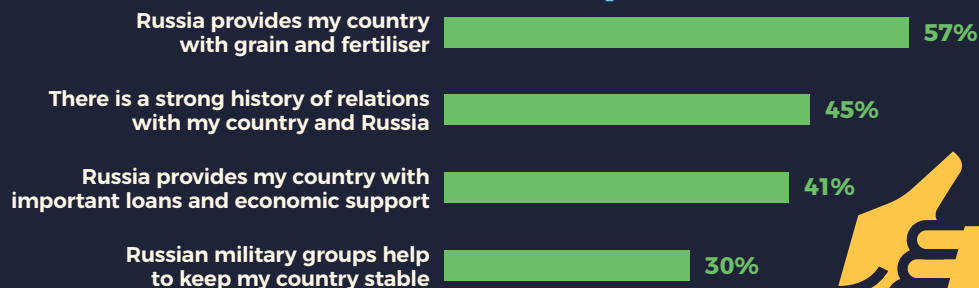 Russia provides my country
with grain and fertiliser
57%
There is a strong history of relations
with my country and Russia
45%
Russia provides my country with
important loans and economic support
41%
Russian military groups help
to keep my country stable
30%